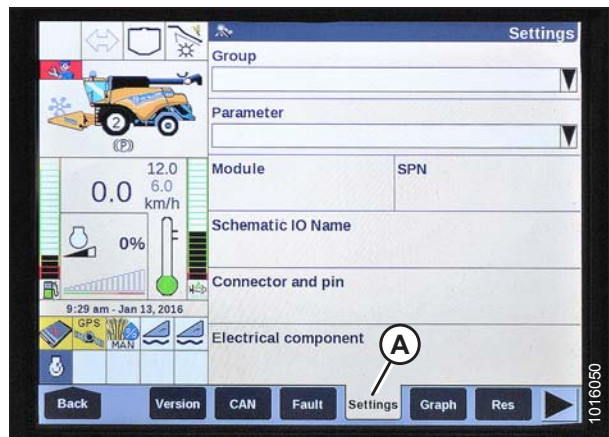 Settings
Group
Parameter
2
(P)
12.0
6.0
0.0
km/h
Module
SPN
0%
Schematic IO Name
Connector and pin
9:29 am - Jan 13, 2016
GPS
MAN
Electrical component
A
Back
Version
CAN
Fault
Settings
Graph
Res
1016050